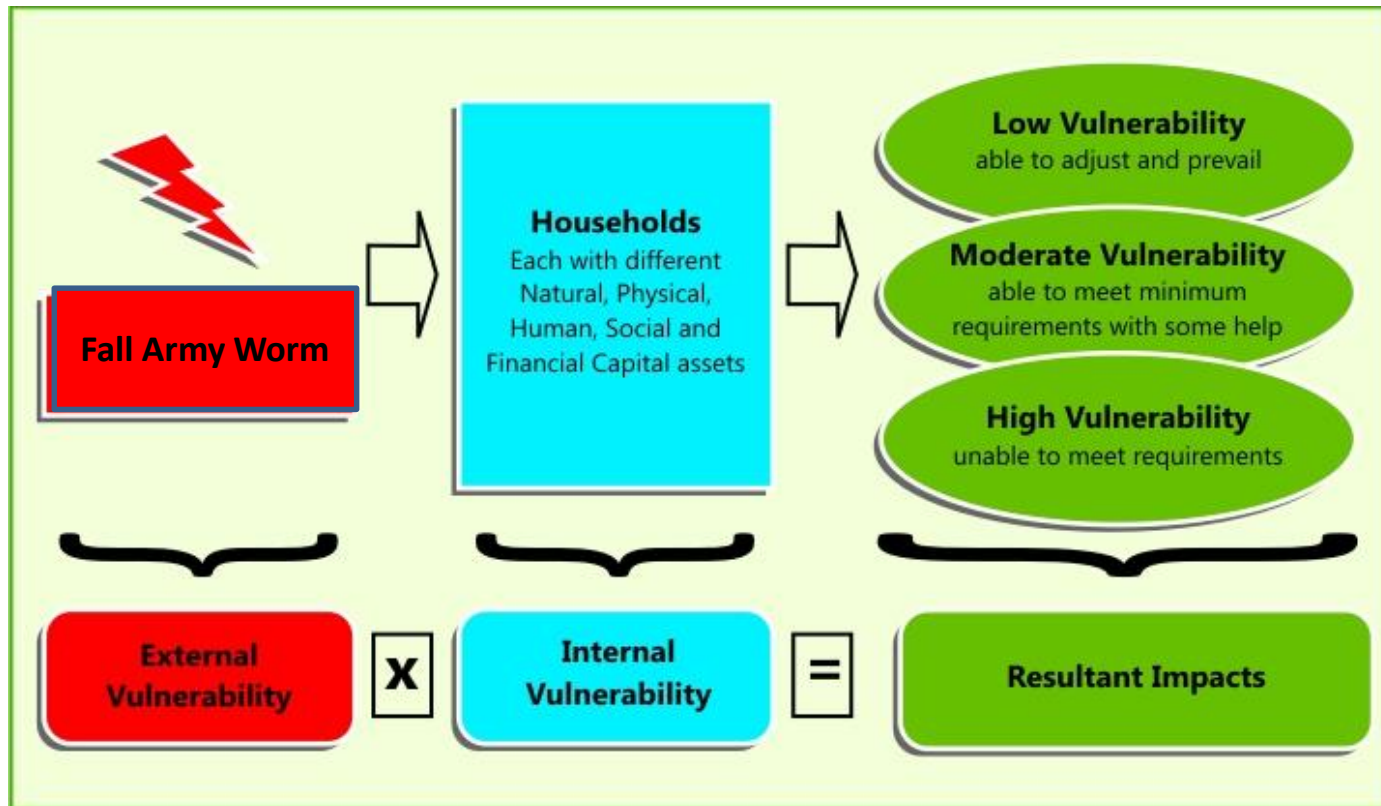 Fall Army Worm
Households
Each with different
Natural, Physical,
Human, Social and
Financial Capital assets
Low Vulnerability
able to adjust and prevail
Moderate Vulnerability
able to meet minimum
requirements with some help
High Vulnerability
unable to meet requirements
External
Vulnerability
x
Internal
Vulnerability
=
Resultant Impacts